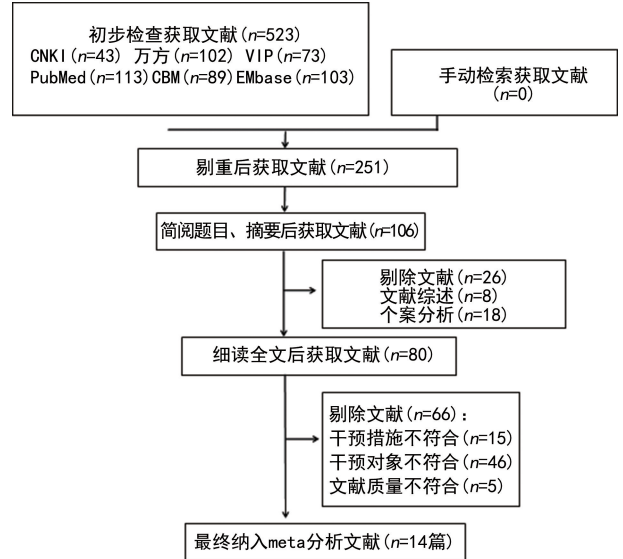 初步检查获取文献(n=523)
CNKI(n=43) 万方(n=102) VIP(n=73)
PubMed(n=113)CBM(n=89)EMbase(n=103)
手动检索获取文献
(n=0)
剔重后获取文献(n=251)
简阅题目、摘要后获取文献(n=106)
剔除文献(n=26)
文献综述(n=8)
个案分析(n=18)
细读全文后获取文献(n=80)
剔除文献(n=66)：
干预措施不符合(n=15)
干预对象不符合(n=46)
文献质量不符合(n=5)
最终纳入meta分析文献(n=14篇)